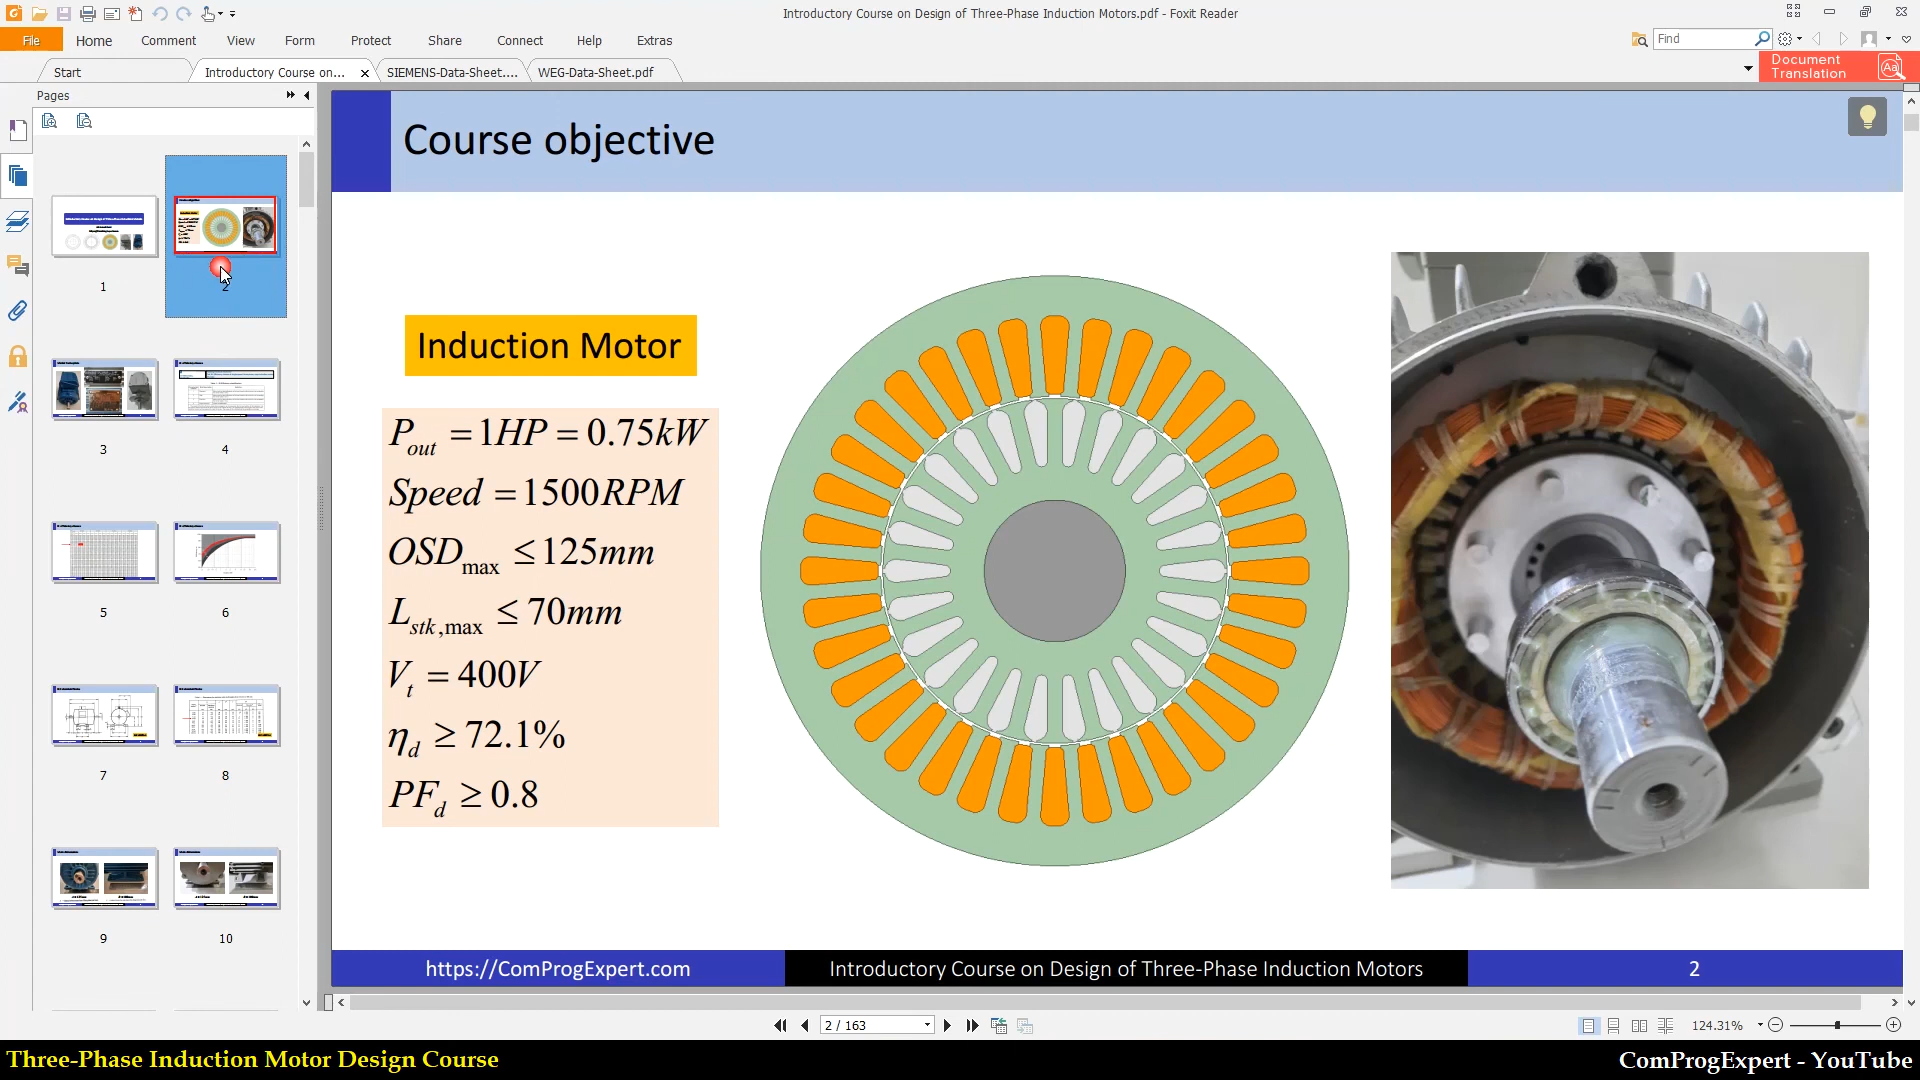 Introductory Course on Design of Three-Phase Induction Motors.pdf - Foxit Reader
File Home Comment View Form Protect Share Connect Help Extras
Find
Start
Introductory Course on...
SIEMENS-Data-Sheet....
WEG-Data-Sheet.pdf
Document
Translation
Pages
1
2
3
4
5
6
7
8
9
10
Course objective
Induction Motor
P_out = 1HP = 0.75kW
Speed = 1500RPM
OSD_max ≤ 125mm
L_stk,max ≤ 70mm
V_t = 400V
η_d ≥ 72.1%
PF_d ≥ 0.8
https://ComProgExpert.com
Introductory Course on Design of Three-Phase Induction Motors
2
2 / 163
124.31%
Three-Phase Induction Motor Design Course
ComProgExpert - YouTube